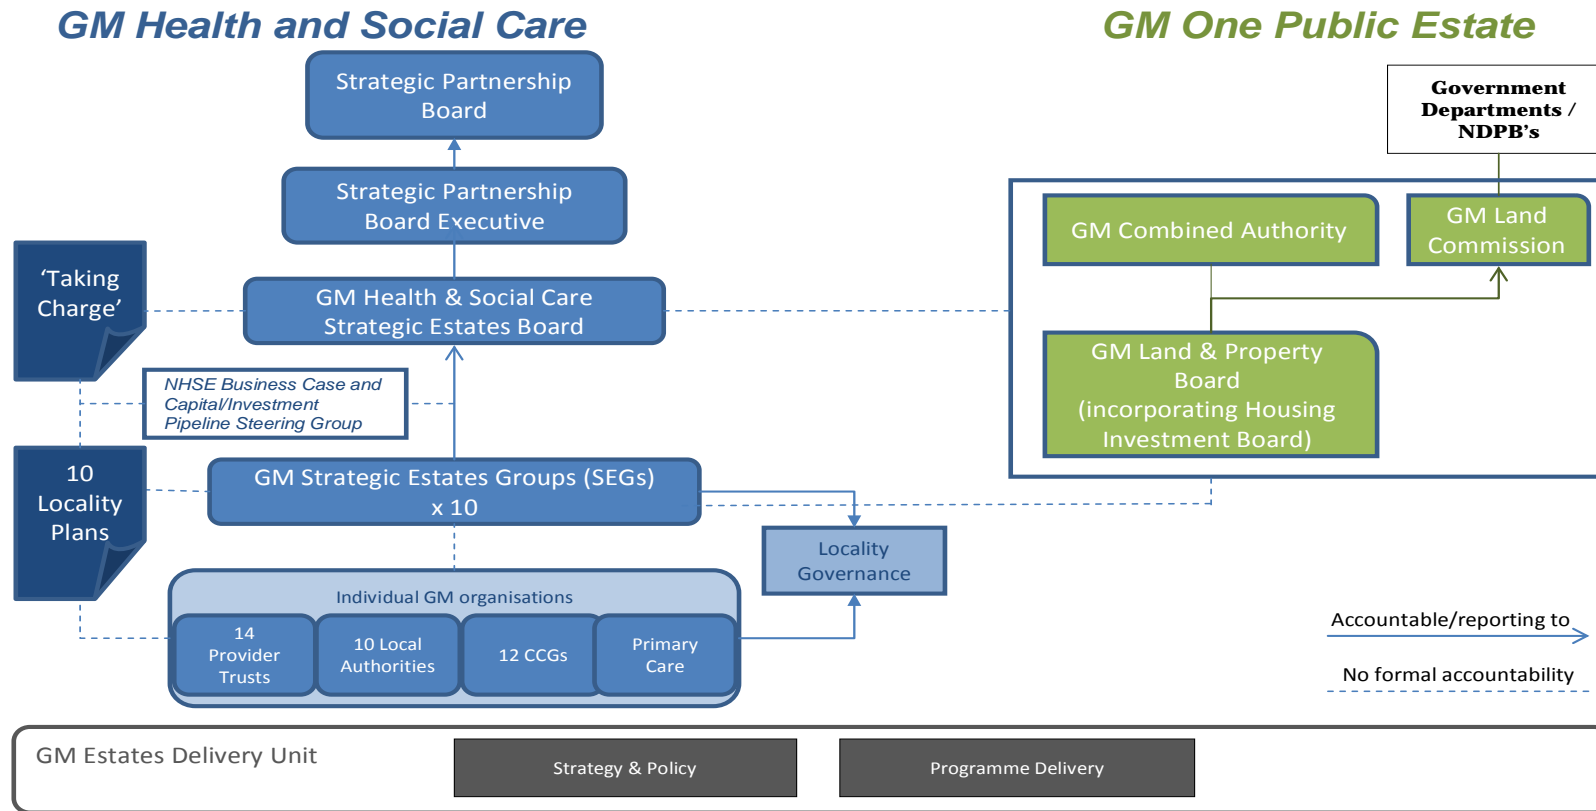 GM Health and Social Care
GM One Public Estate
Strategic Partnership
Board
Government
Departments /
NDPB's
Strategic Partnership
Board Executive
GM Combined Authority
GM Land
Commission
'Taking
Charge'
GM Health & Social Care
Strategic Estates Board
GM Land & Property
Board
(incorporating Housing
Investment Board)
NHSE Business Case and
Capital/Investment
Pipeline Steering Group
10
Locality
Plans
GM Strategic Estates Groups (SEGs)
x 10
Locality
Governance
Individual GM organisations
14
Provider
Trusts
10 Local
Authorities
12 CCGs
Primary
Care
Accountable/reporting to
No formal accountability
GM Estates Delivery Unit
Strategy & Policy
Programme Delivery